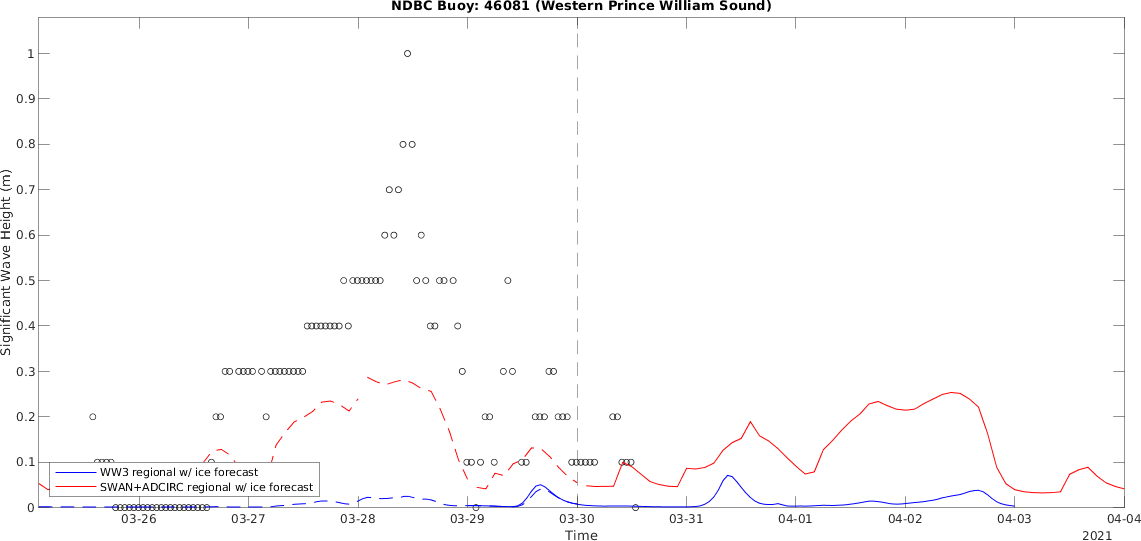 NDBC Buoy: 46081 (Western Prince William Sound)
Significant Wave Height (m)
1
0.9
0.8
0.7
0.6
0.5
0.4
0.3
0.2
0.1
0
WW3 regional w/ ice forecast
SWAN+ADCIRC regional w/ ice forecast
03-26 03-27 03-28 03-29 03-30 03-31 04-01 04-02 04-03 04-04
Time
2021